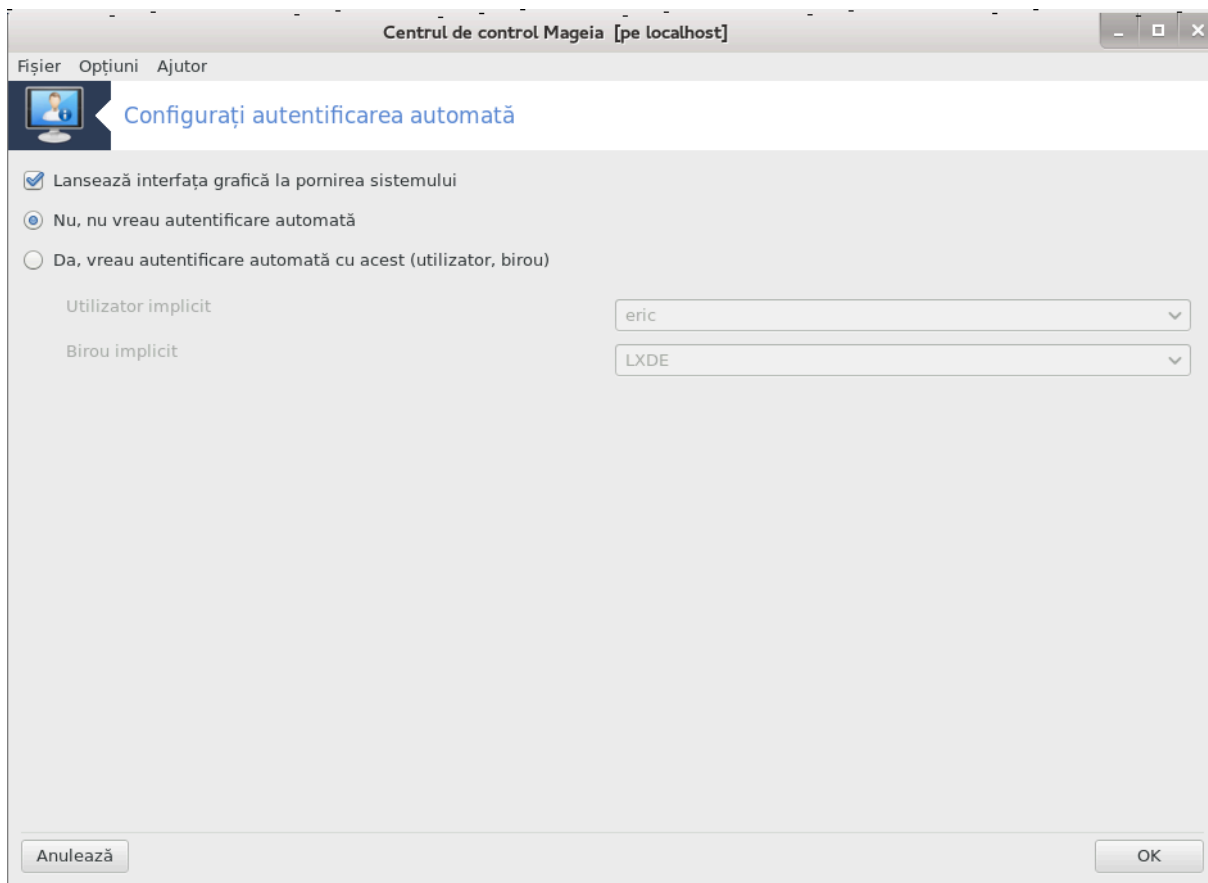 Centrul de control Mageia [pe localhost]
Fișier Opțiuni Ajutor
Configurați autentificarea automată
Lansează interfața grafică la pornirea sistemului
Nu, nu vreau autentificare automată
Da, vreau autentificare automată cu acest (utilizator, birou)
Utilizator implicit
eric
Birou implicit
LXDE
Anulează
OK